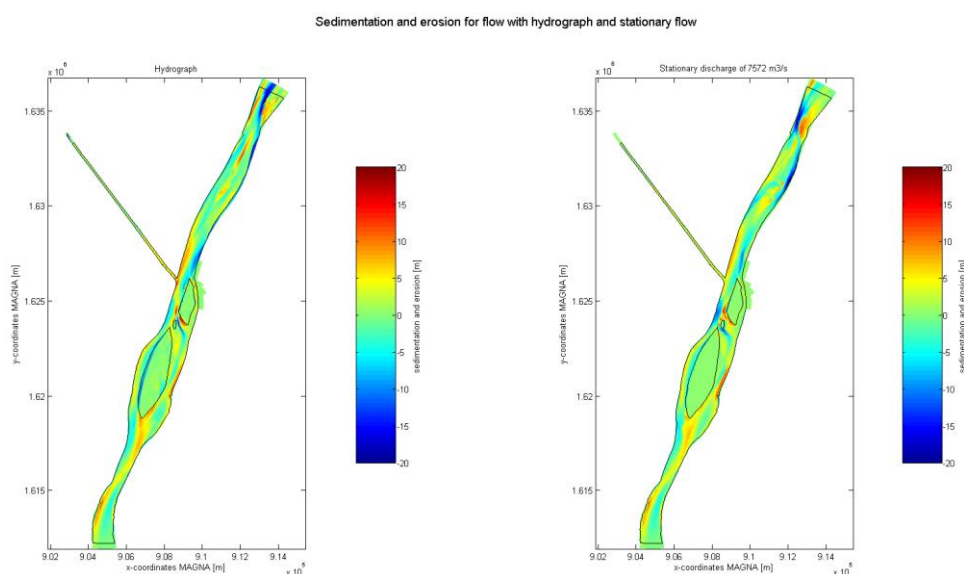 Sedimentation and erosion for flow with hydrograph and stationary flow
Hydrograph
x 10^6
1.635
1.63
1.625
1.62
1.615
y-coordinates MAGNA [m]
9.02 9.04 9.06 9.08 9.1 9.12 9.14
x-coordinates MAGNA [m]
x 10^5
20
15
10
5
0
-5
-10
-15
-20
sedimentation and erosion [m]
Stationary discharge of 7572 m3/s
x 10^6
1.635
1.63
1.625
1.62
1.615
y-coordinates MAGNA [m]
9.02 9.04 9.06 9.08 9.1 9.12 9.14
x-coordinates MAGNA [m]
x 10^5
20
15
10
5
0
-5
-10
-15
-20
sedimentation and erosion [m]